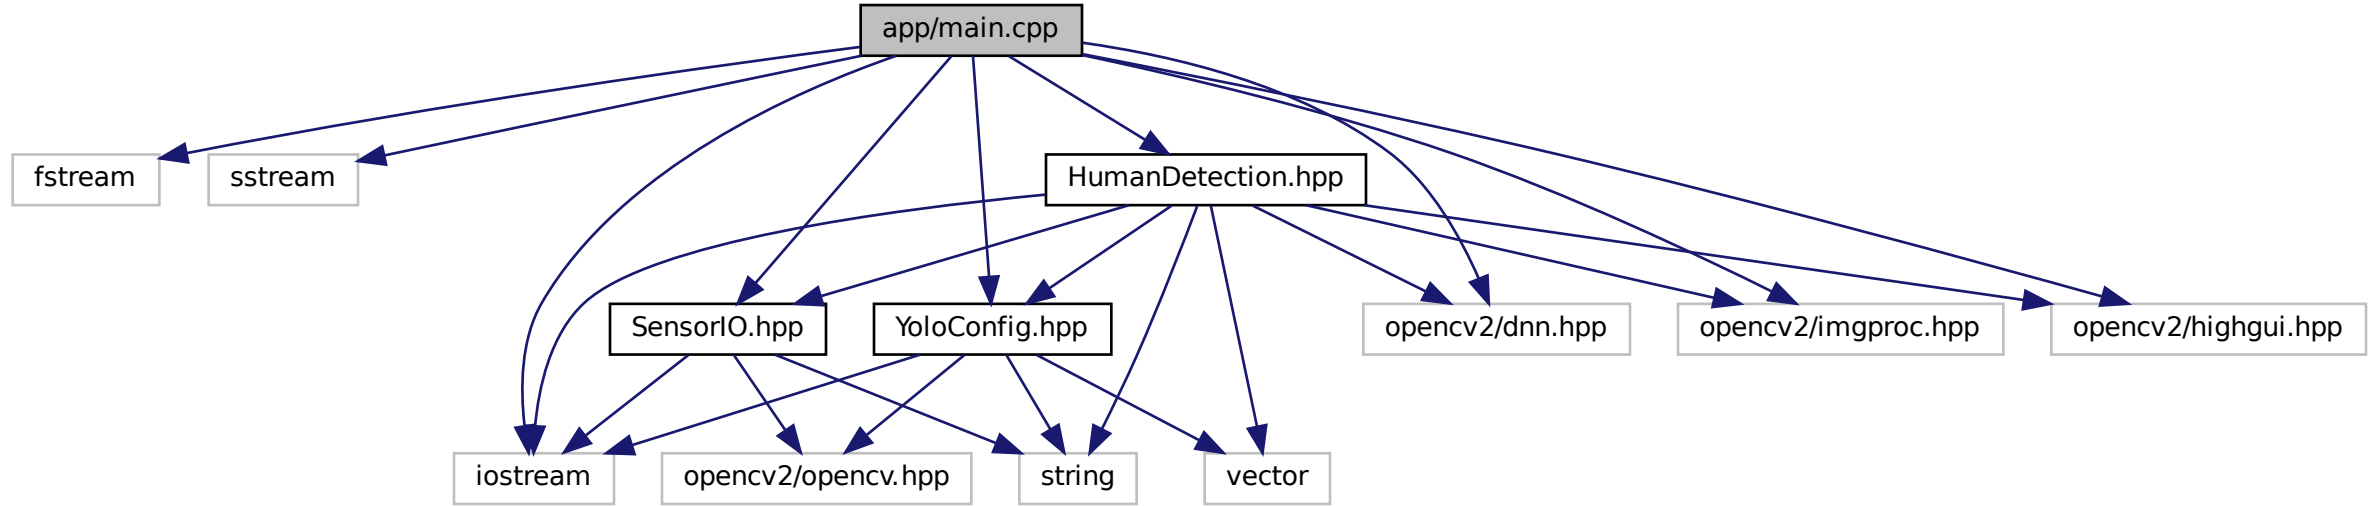 app/main.cpp
fstream
sstream
HumanDetection.hpp
SensorIO.hpp
YoloConfig.hpp
opencv2/dnn.hpp
opencv2/imgproc.hpp
opencv2/highgui.hpp
iostream
opencv2/opencv.hpp
string
vector